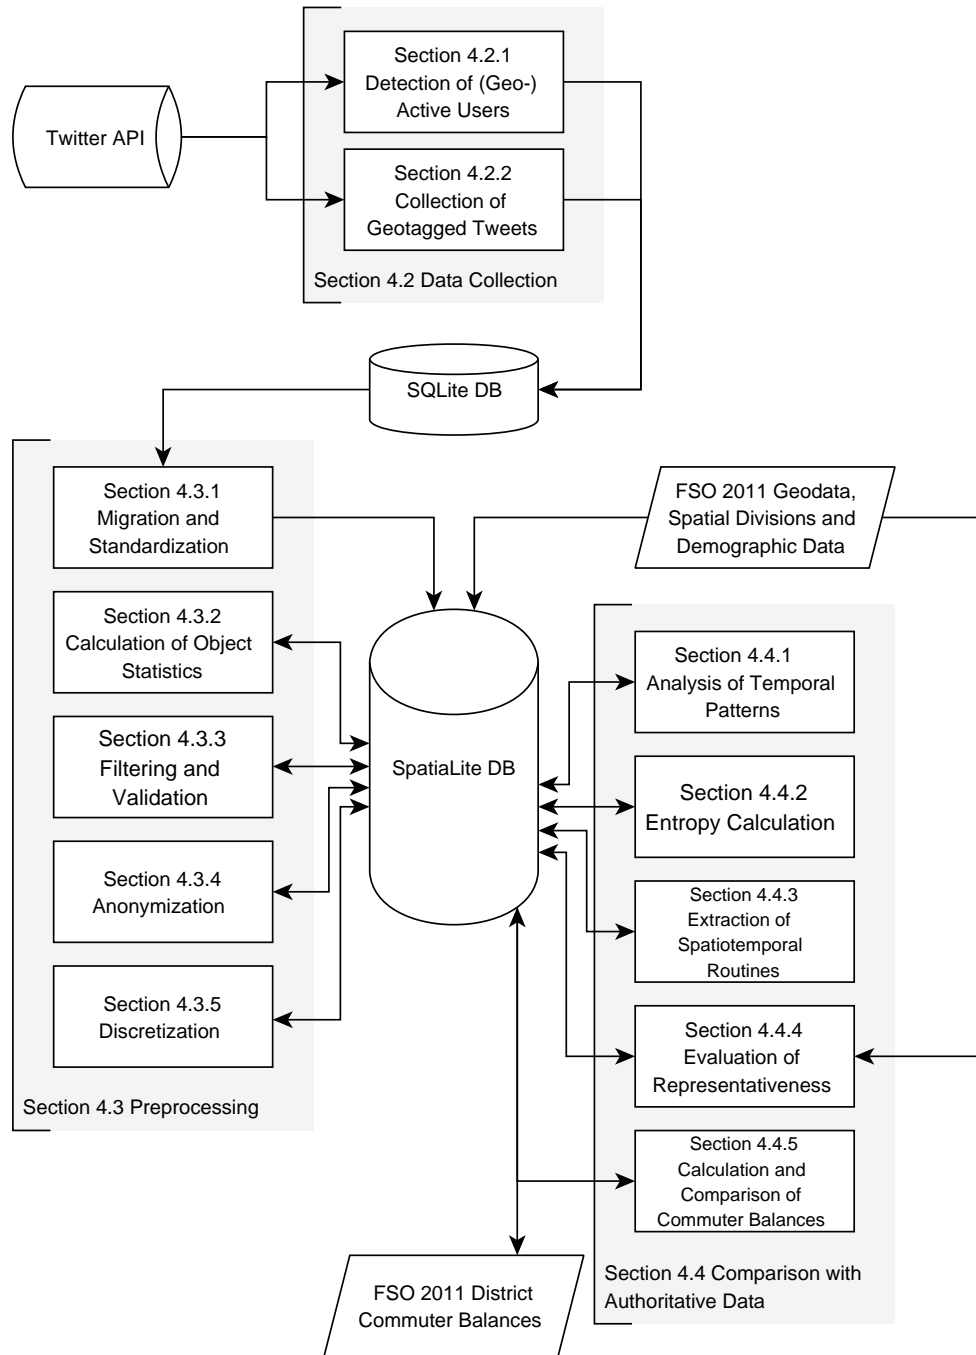 Section 4.2.1
Detection of (Geo-)
Active Users
Twitter API
Section 4.2.2
Collection of
Geotagged Tweets
Section 4.2 Data Collection
SQLite DB
Section 4.3.1
Migration and
Standardization
FSO 2011 Geodata,
Spatial Divisions and
Demographic Data
Section 4.3.2
Calculation of Object
Statistics
Section 4.3.3
Filtering and
Validation
Section 4.3.4
Anonymization
Section 4.3.5
Discretization
Section 4.3 Preprocessing
SpatiaLite DB
Section 4.4.1
Analysis of Temporal
Patterns
Section 4.4.2
Entropy Calculation
Section 4.4.3
Extraction of
Spatiotemporal
Routines
Section 4.4.4
Evaluation of
Representativeness
Section 4.4.5
Calculation and
Comparison of
Commuter Balances
Section 4.4 Comparison with
Authoritative Data
FSO 2011 District
Commuter Balances